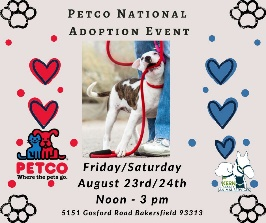 Petco National
Adoption Event
PETCO
Where the pets go.
Friday/Saturday
August 23rd/24th
Noon - 3 pm
5151 Gosford Road Bakersfield 93313